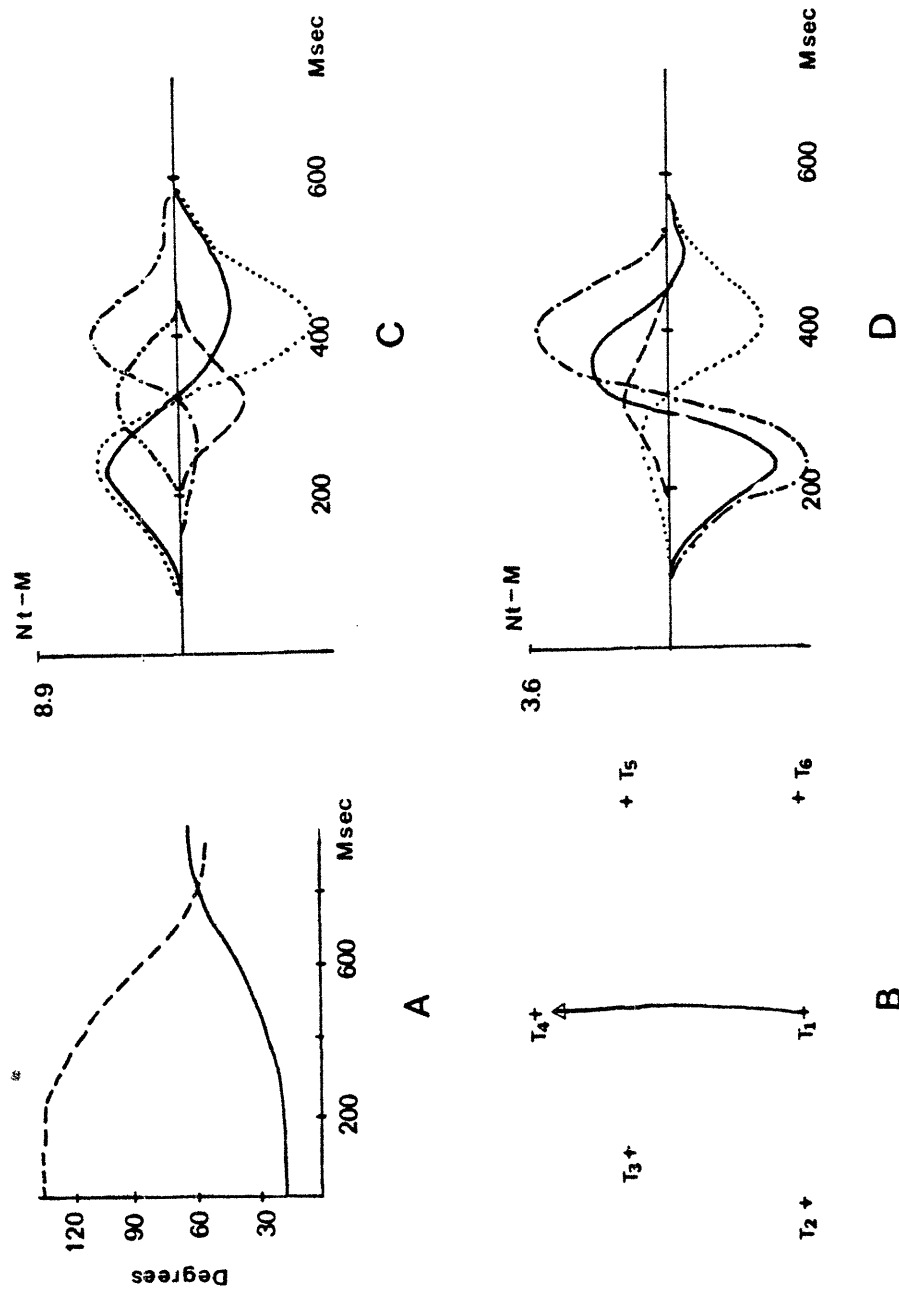 120
90
60
30
Degrees
200
600
Msec
A
T₄+
T₃+
+ T₅
T₂ +
T₁+
+ T₆
B
8.9
Nt-M
200
400
600
Msec
C
3.6
Nt-M
200
400
600
Msec
D